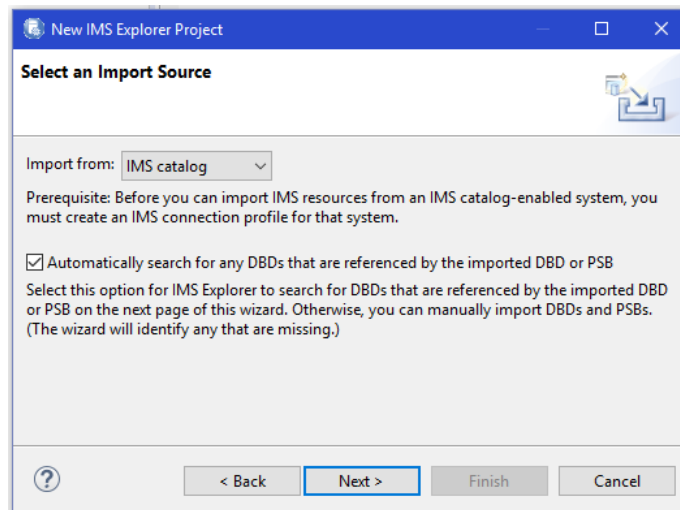 New IMS Explorer Project
Select an Import Source
Import from: IMS catalog
Prerequisite: Before you can import IMS resources from an IMS catalog-enabled system, you
must create an IMS connection profile for that system.
Automatically search for any DBDs that are referenced by the imported DBD or PSB
Select this option for IMS Explorer to search for DBDs that are referenced by the imported DBD
or PSB on the next page of this wizard. Otherwise, you can manually import DBDs and PSBs.
(The wizard will identify any that are missing.)
? < Back Next > Finish Cancel